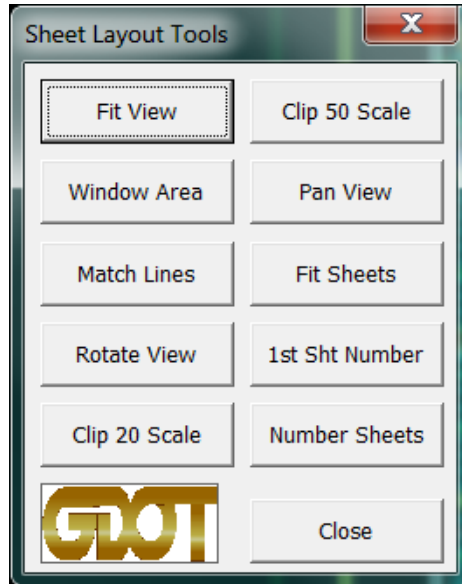 Sheet Layout Tools
Fit View
Clip 50 Scale
Window Area
Pan View
Match Lines
Fit Sheets
Rotate View
1st Sht Number
Clip 20 Scale
Number Sheets
GDOT
Close